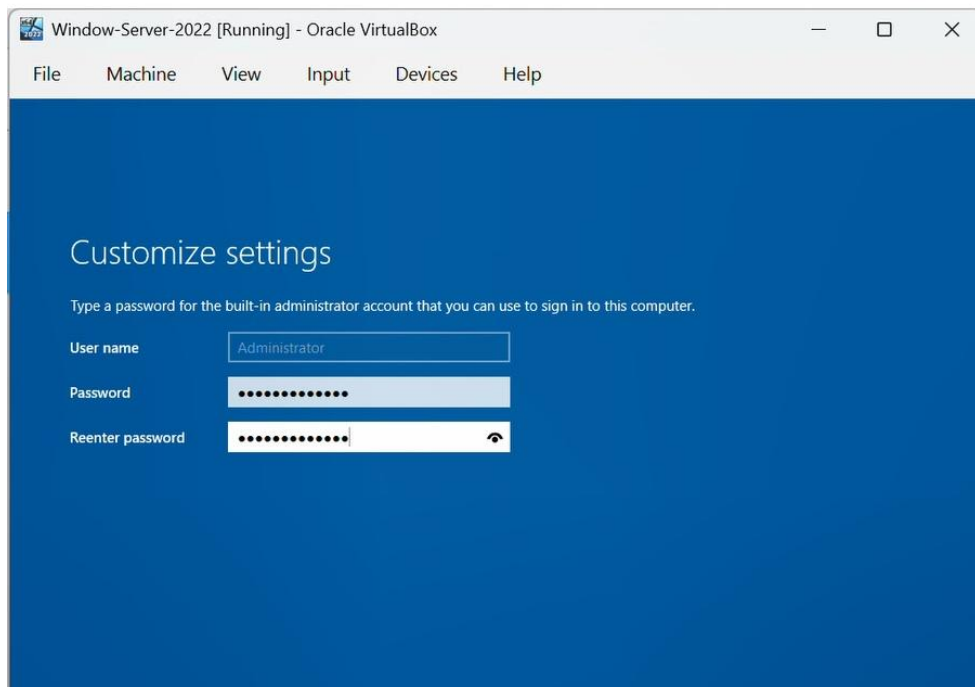 2022
Window-Server-2022 [Running] - Oracle VirtualBox
File Machine View Input Devices Help
Customize settings
Type a password for the built-in administrator account that you can use to sign in to this computer.
User name Administrator
Password •••••••••••••
Reenter password •••••••••••••